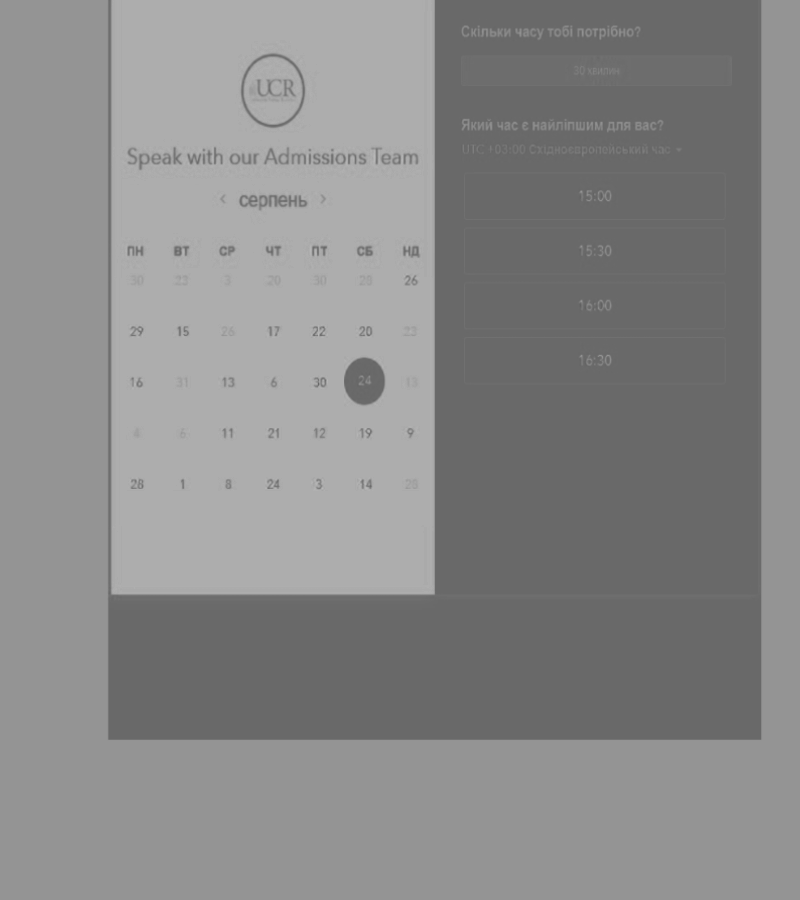 UCR
Speak with our Admissions Team
‹ серпень ›
ПН ВТ СР ЧТ ПТ СБ НД
30 23 3 20 30 28 26
29 15 26 17 22 20 23
16 31 13 6 30 24 13
4 6 11 21 12 19 9
28 1 8 24 3 14 28
Скільки часу тобі потрібно?
30 хвилин
Який час є найліпшим для вас?
UTC +03:00 Східноєвропейський час
15:00
15:30
16:00
16:30